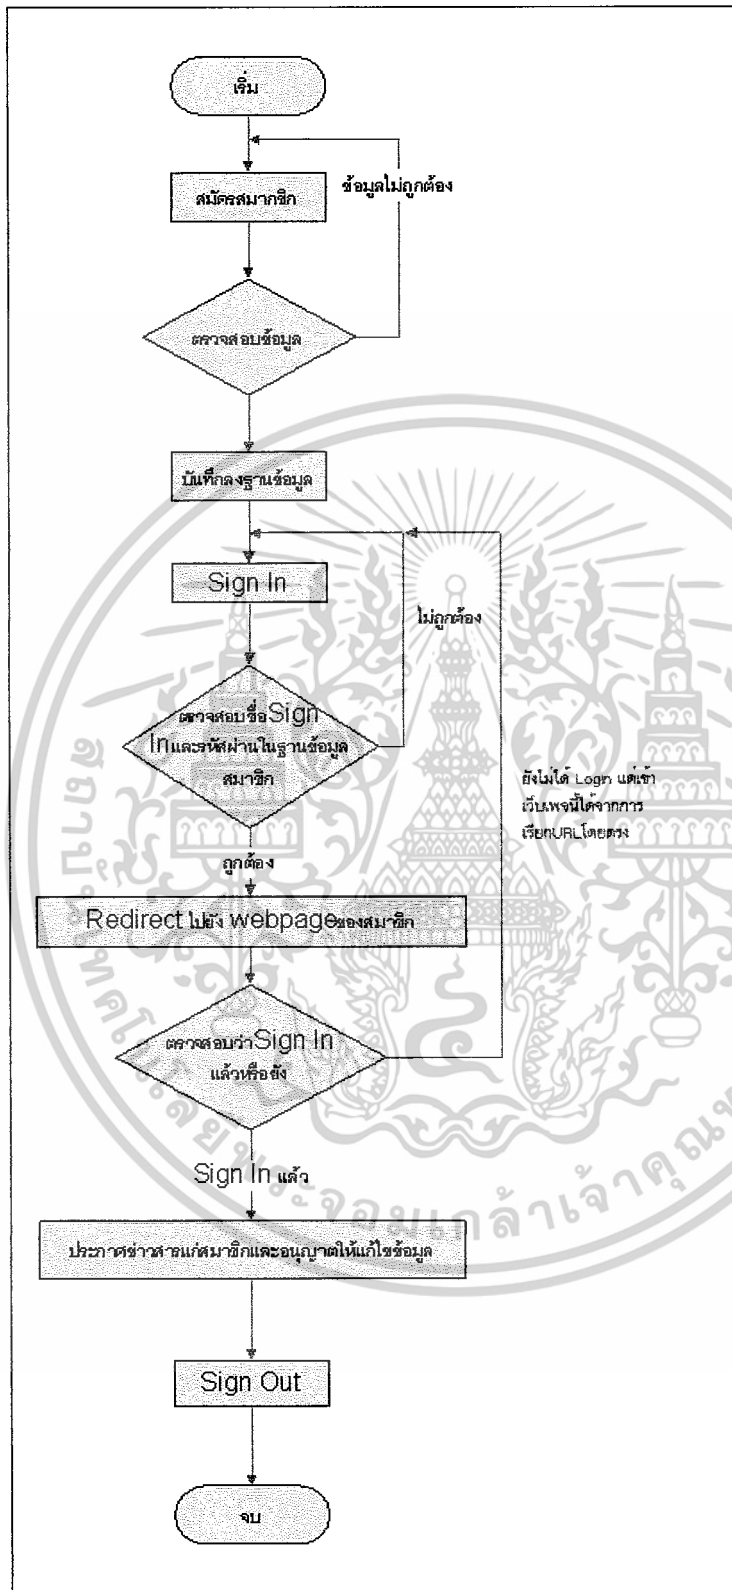 เริ่ม
สมัครสมาชิก
ข้อมูลไม่ถูกต้อง
ตรวจสอบข้อมูล
บันทึกลงฐานข้อมูล
Sign In
ไม่ถูกต้อง
ตรวจสอบชื่อSign
Inและรหัสผ่านในฐานข้อมูล
สมาชิก
ยังไม่ได้ Login แต่เข้า
เว็บเพจนี้ได้จากการ
เรียกURLโดยตรง
ถูกต้อง
Redirect ไปยัง webpageของสมาชิก
ตรวจสอบว่าSign In
แล้วหรือยัง
Sign In แล้ว
ประกาศข่าวสารแก่สมาชิกและอนุญาตให้แก้ไขข้อมูล
Sign Out
จบ